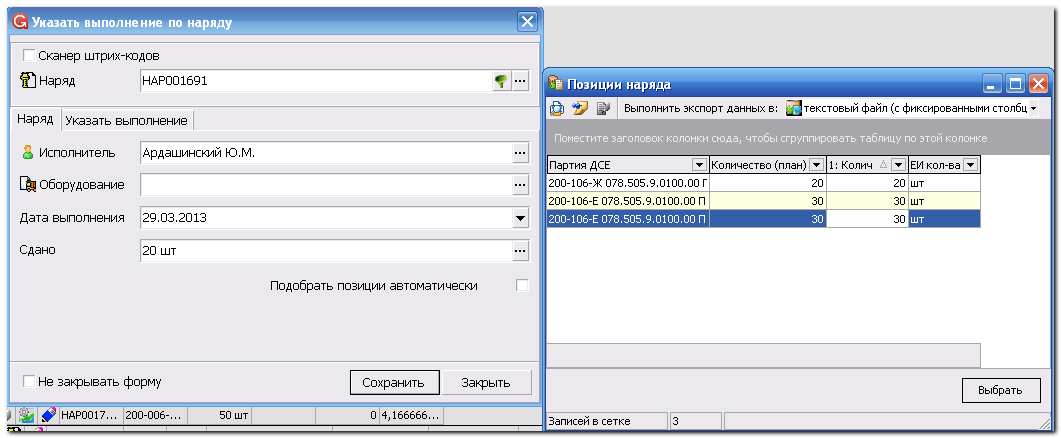 Указать выполнение по наряду
Сканер штрих-кодов
Наряд
НАР001691
...
Наряд
Указать выполнение
Исполнитель
Ардашинский Ю.М.
...
Оборудование
...
Дата выполнения
29.03.2013
Сдано
20 шт
...
Подобрать позиции автоматически
Не закрывать форму
Сохранить
Закрыть
НАР0017... 200-006-... 50 шт 0 4,166666...
Позиции наряда
Выполнить экспорт данных в: текстовый файл (с фиксированными столбц
Поместите заголовок колонки сюда, чтобы сгруппировать таблицу по этой колонке
Партия ДСЕ Количество (план) 1: Колич ЕИ кол-ва
200-106-Ж 078.505.9.0100.00 Г 20 20 шт
200-106-Е 078.505.9.0100.00 П 30 30 шт
200-106-Е 078.505.9.0100.00 П 30 30 шт
Выбрать
Записей в сетке 3